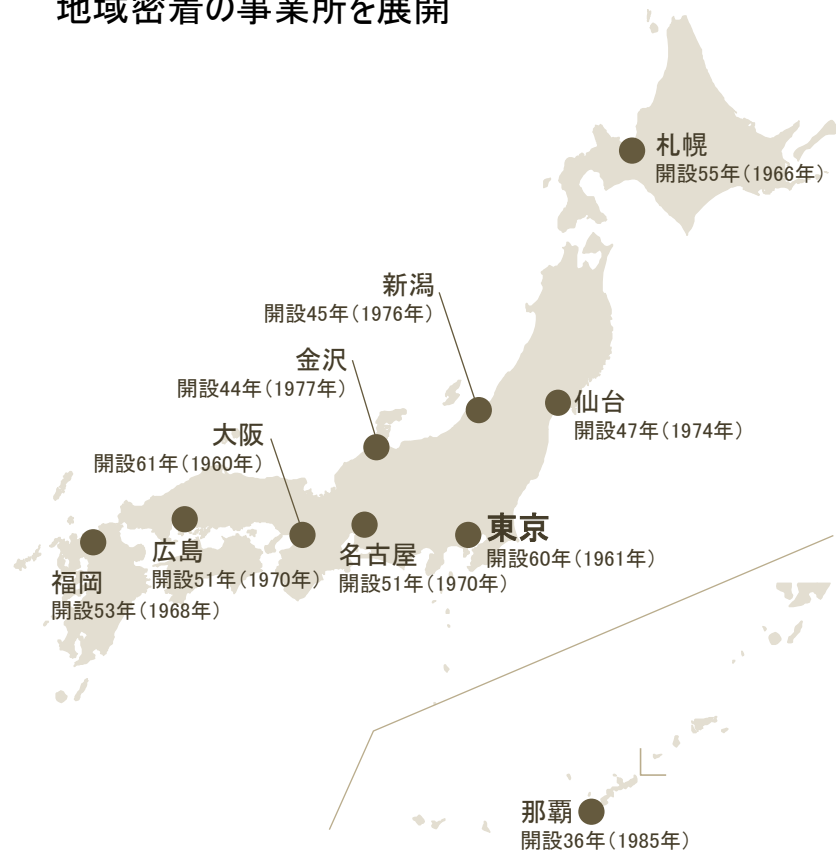 地域密着の事業所を展開
札幌
開設55年(1966年)
新潟
開設45年(1976年)
金沢
開設44年(1977年)
仙台
開設47年(1974年)
大阪
開設61年(1960年)
東京
開設60年(1961年)
広島
開設51年(1970年)
名古屋
開設51年(1970年)
福岡
開設53年(1968年)
那覇
開設36年(1985年)